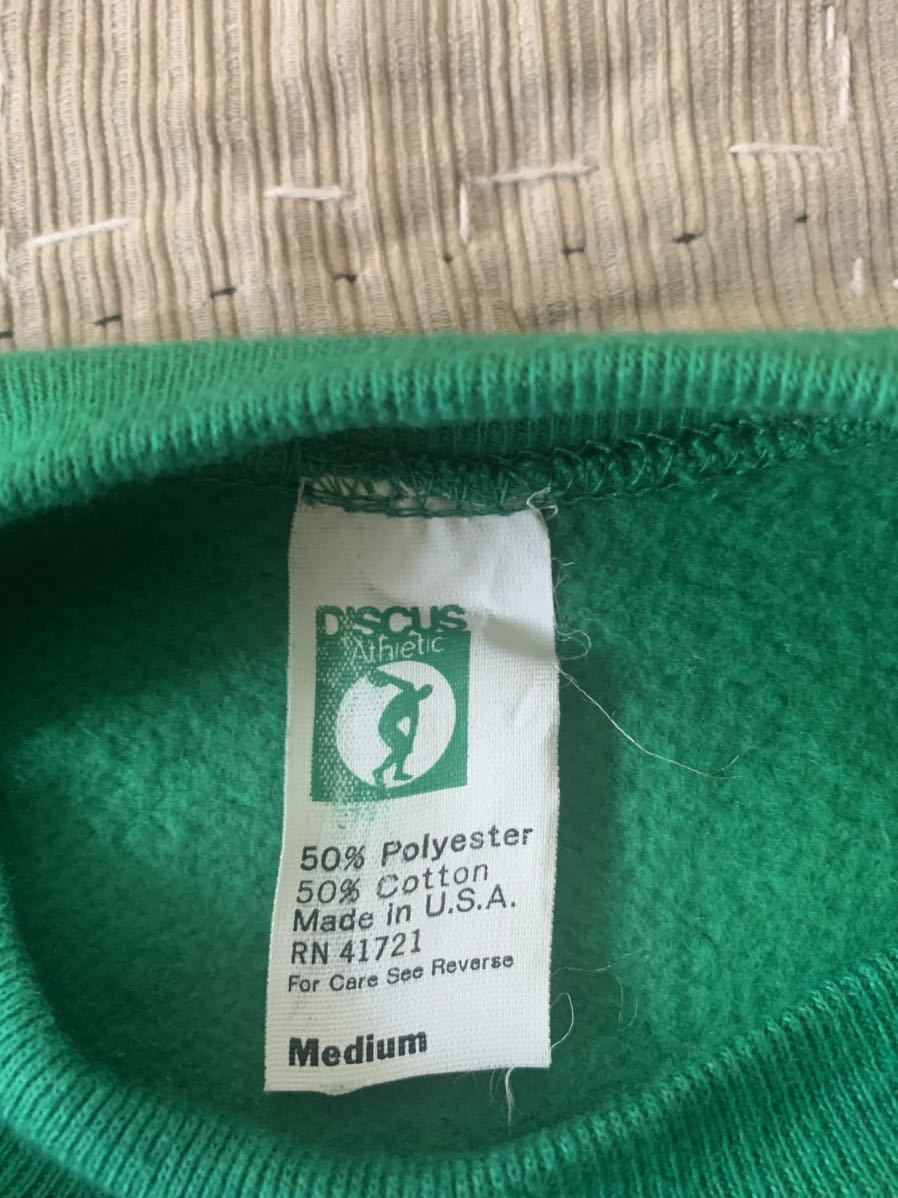 DISCUS
Athletic
50% Polyester
50% Cotton
Made in U.S.A.
RN 41721
For Care See Reverse
Medium